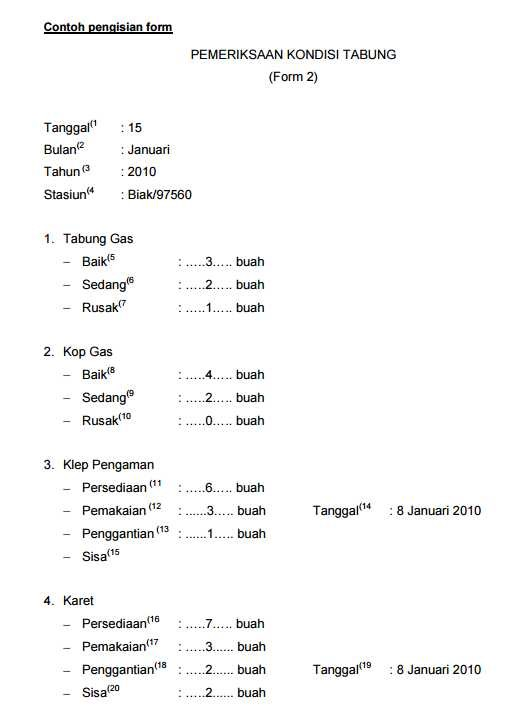 Contoh pengisian form
PEMERIKSAAN KONDISI TABUNG
(Form 2)
Tanggal(1 : 15
Bulan(2 : Januari
Tahun(3 : 2010
Stasiun(4 : Biak/97560
1. Tabung Gas
– Baik(5 : .....3..... buah
– Sedang(6 : .....2..... buah
– Rusak(7 : .....1..... buah
2. Kop Gas
– Baik(8 : .....4..... buah
– Sedang(9 : .....2..... buah
– Rusak(10 : .....0..... buah
3. Klep Pengaman
– Persediaan (11 : .....6..... buah
– Pemakaian (12 : ......3..... buah Tanggal(14 : 8 Januari 2010
– Penggantian (13 : ......1..... buah
– Sisa(15
4. Karet
– Persediaan(16 : .....7..... buah
– Pemakaian(17 : .....3...... buah
– Penggantian(18 : .....2...... buah Tanggal(19 : 8 Januari 2010
– Sisa(20 : .....2...... buah